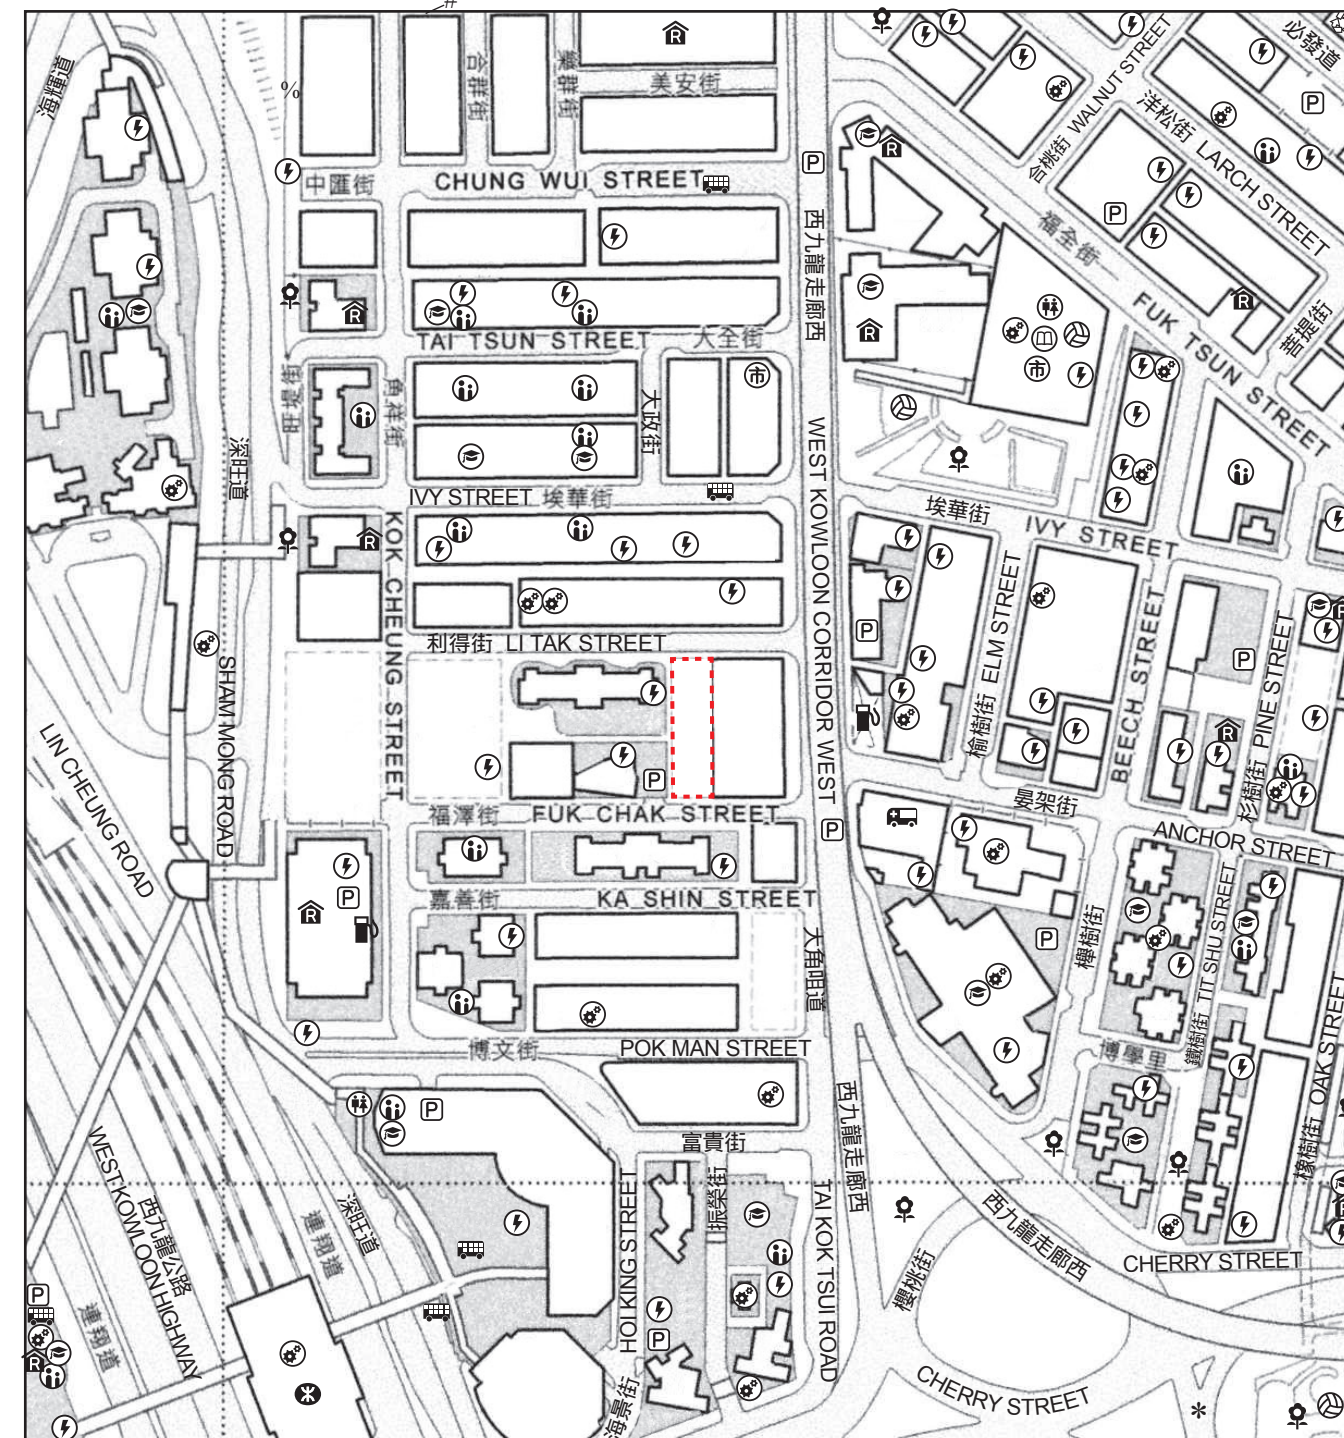 海輝道
合群街
樂群街
R
美安街
%
中匯街
CHUNG WUI STREET
P
必發道
P
合桃街 WALNUT STREET
洋松街 LARCH STREET
R
P
福全街
FUK TSUN STREET
R
菩提街
西九龍走廊西
R
市
R
TAI TSUN STREET
大全街
市
旺堤街
角祥街
大政街
深旺道
IVY STREET 埃華街
WEST KOWLOON CORRIDOR WEST
埃華街
IVY STREET
R
KOK CHEUNG STREET
利得街 LI TAK STREET
P
榆樹街 ELM STREET
BEECH STREET
P
杉樹街 PINE STREET
R
SHAM MONG ROAD
LIN CHEUNG ROAD
P
福澤街
FUK CHAK STREET
P
晏架街
ANCHOR STREET
P
R
嘉善街
KA SHIN STREET
大角咀道
櫸樹街
P
鐵樹街 TIT SHU STREET
博學里
橡樹街 OAK STREET
博文街
POK MAN STREET
P
富貴街
西九龍走廊西
WEST KOWLOON HIGHWAY
西九龍公路
連翔道
深旺道
連翔道
HOI KING STREET
海景街
振榮街
TAI KOK TSUI ROAD
西九龍走廊西
櫻桃街
CHERRY STREET
CHERRY STREET
P
R
P
*